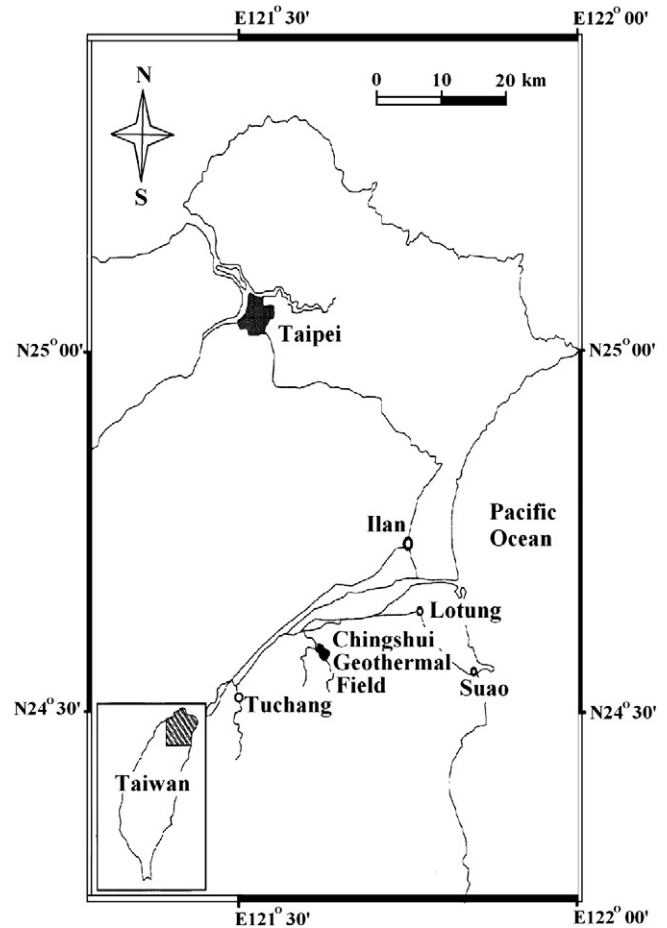 E121° 30'
E122° 00'
N
0
10
20 km
S
Taipei
N25° 00'
N25° 00'
Ilan
Pacific
Ocean
Lotung
Chingshui
Geothermal
Field
Suao
Tuchang
N24° 30'
N24° 30'
Taiwan
E121° 30'
E122° 00'